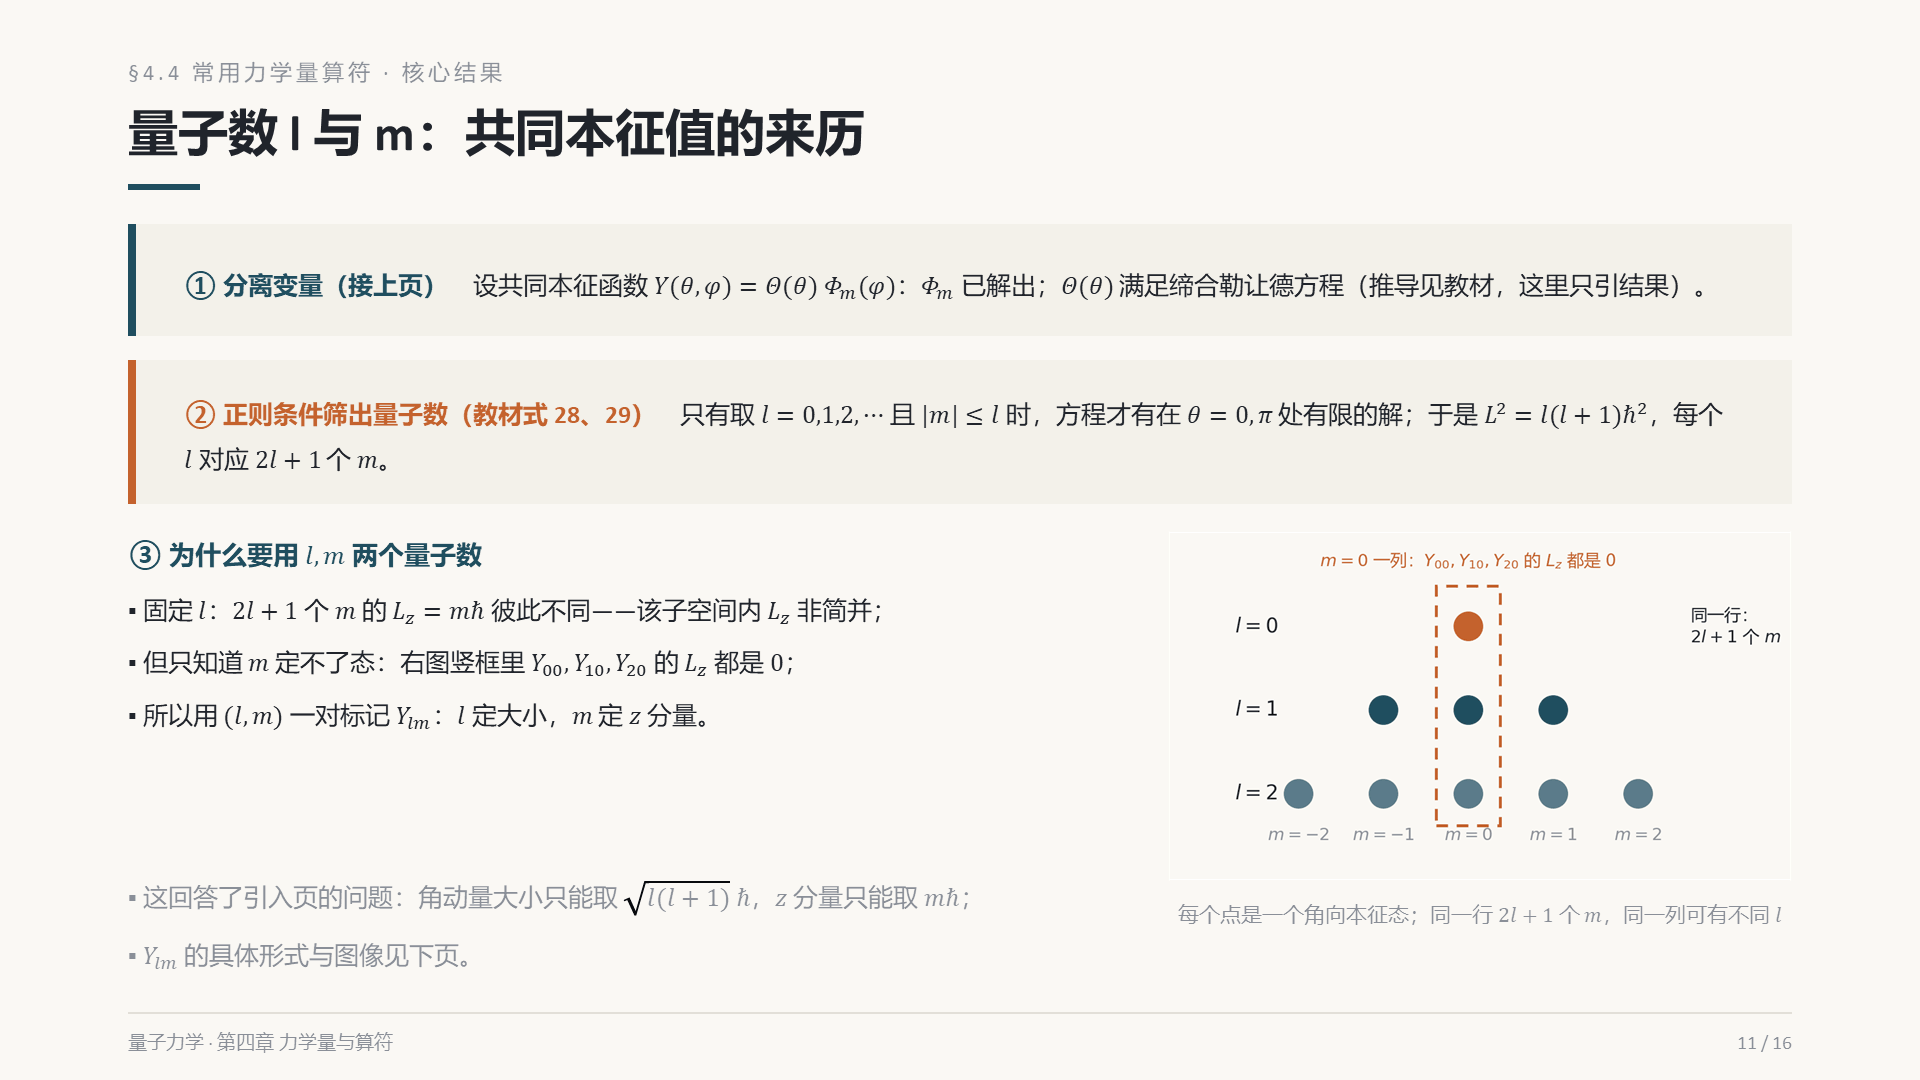 §4.4 常用力学量算符 · 核心结果
量子数 l 与 m：共同本征值的来历
① 分离变量（接上页） 设共同本征函数 Y(θ,φ) = Θ(θ) Φ_m(φ)：Φ_m 已解出；Θ(θ) 满足缔合勒让德方程（推导见教材，这里只引结果）。
② 正则条件筛出量子数（教材式 28、29） 只有取 l = 0,1,2,⋯ 且 |m| ≤ l 时，方程才有在 θ = 0,π 处有限的解；于是 L² = l(l + 1)ℏ²，每个
l 对应 2l + 1 个 m。
③ 为什么要用 l,m 两个量子数
▪ 固定 l：2l + 1 个 m 的 L_z = mℏ 彼此不同——该子空间内 L_z 非简并；
▪ 但只知道 m 定不了态：右图竖框里 Y₀₀,Y₁₀,Y₂₀ 的 L_z 都是 0；
▪ 所以用 (l,m) 一对标记 Y_lm：l 定大小，m 定 z 分量。
▪ 这回答了引入页的问题：角动量大小只能取 √l(l + 1) ℏ，z 分量只能取 mℏ；
▪ Y_lm 的具体形式与图像见下页。
m = 0 一列：Y₀₀, Y₁₀, Y₂₀ 的 L_z 都是 0
l = 0
同一行：
2l + 1 个 m
l = 1
l = 2
m = −2 m = −1 m = 0 m = 1 m = 2
每个点是一个角向本征态；同一行 2l + 1 个 m，同一列可有不同 l
量子力学 · 第四章 力学量与算符
11 / 16